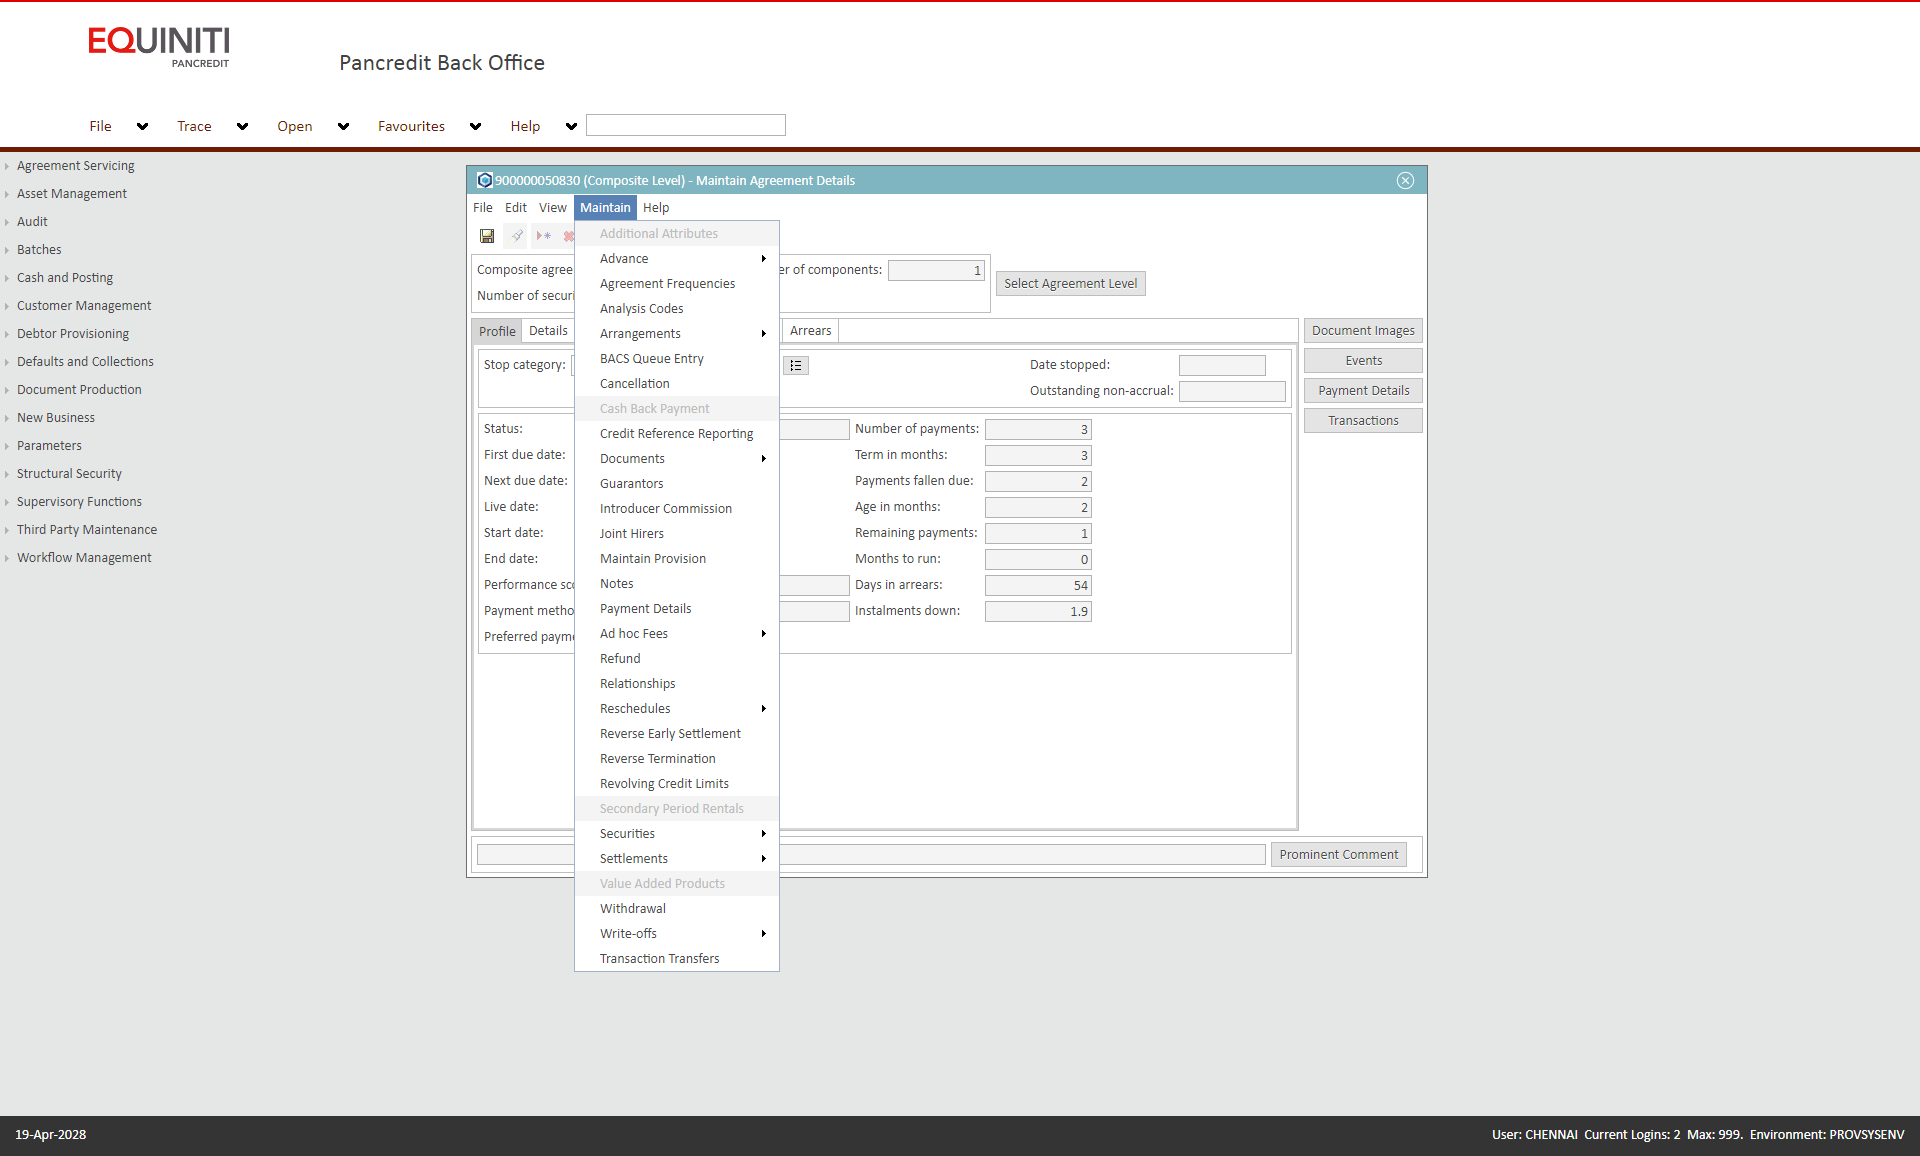 EQUINITI
PANCREDIT
Pancredit Back Office
File Trace Open Favourites Help
Agreement Servicing
Asset Management
Audit
Batches
Cash and Posting
Customer Management
Debtor Provisioning
Defaults and Collections
Document Production
New Business
Parameters
Structural Security
Supervisory Functions
Third Party Maintenance
Workflow Management
900000050830 (Composite Level) - Maintain Agreement Details
File Edit View Maintain Help
Additional Attributes
Advance
Agreement Frequencies
Analysis Codes
Arrangements
BACS Queue Entry
Cancellation
Cash Back Payment
Credit Reference Reporting
Documents
Guarantors
Introducer Commission
Joint Hirers
Maintain Provision
Notes
Payment Details
Ad hoc Fees
Refund
Relationships
Reschedules
Reverse Early Settlement
Reverse Termination
Revolving Credit Limits
Secondary Period Rentals
Securities
Settlements
Value Added Products
Withdrawal
Write-offs
Transaction Transfers
Composite agree
er of components: 1
Number of securi
Select Agreement Level
Profile Details Arrears
Stop category:
Date stopped:
Outstanding non-accrual:
Status:
First due date:
Next due date:
Live date:
Start date:
End date:
Performance sco
Payment metho
Preferred payme
Number of payments: 3
Term in months: 3
Payments fallen due: 2
Age in months: 2
Remaining payments: 1
Months to run: 0
Days in arrears: 54
Instalments down: 1.9
Document Images
Events
Payment Details
Transactions
Prominent Comment
19-Apr-2028
User: CHENNAI Current Logins: 2 Max: 999. Environment: PROVSYSENV